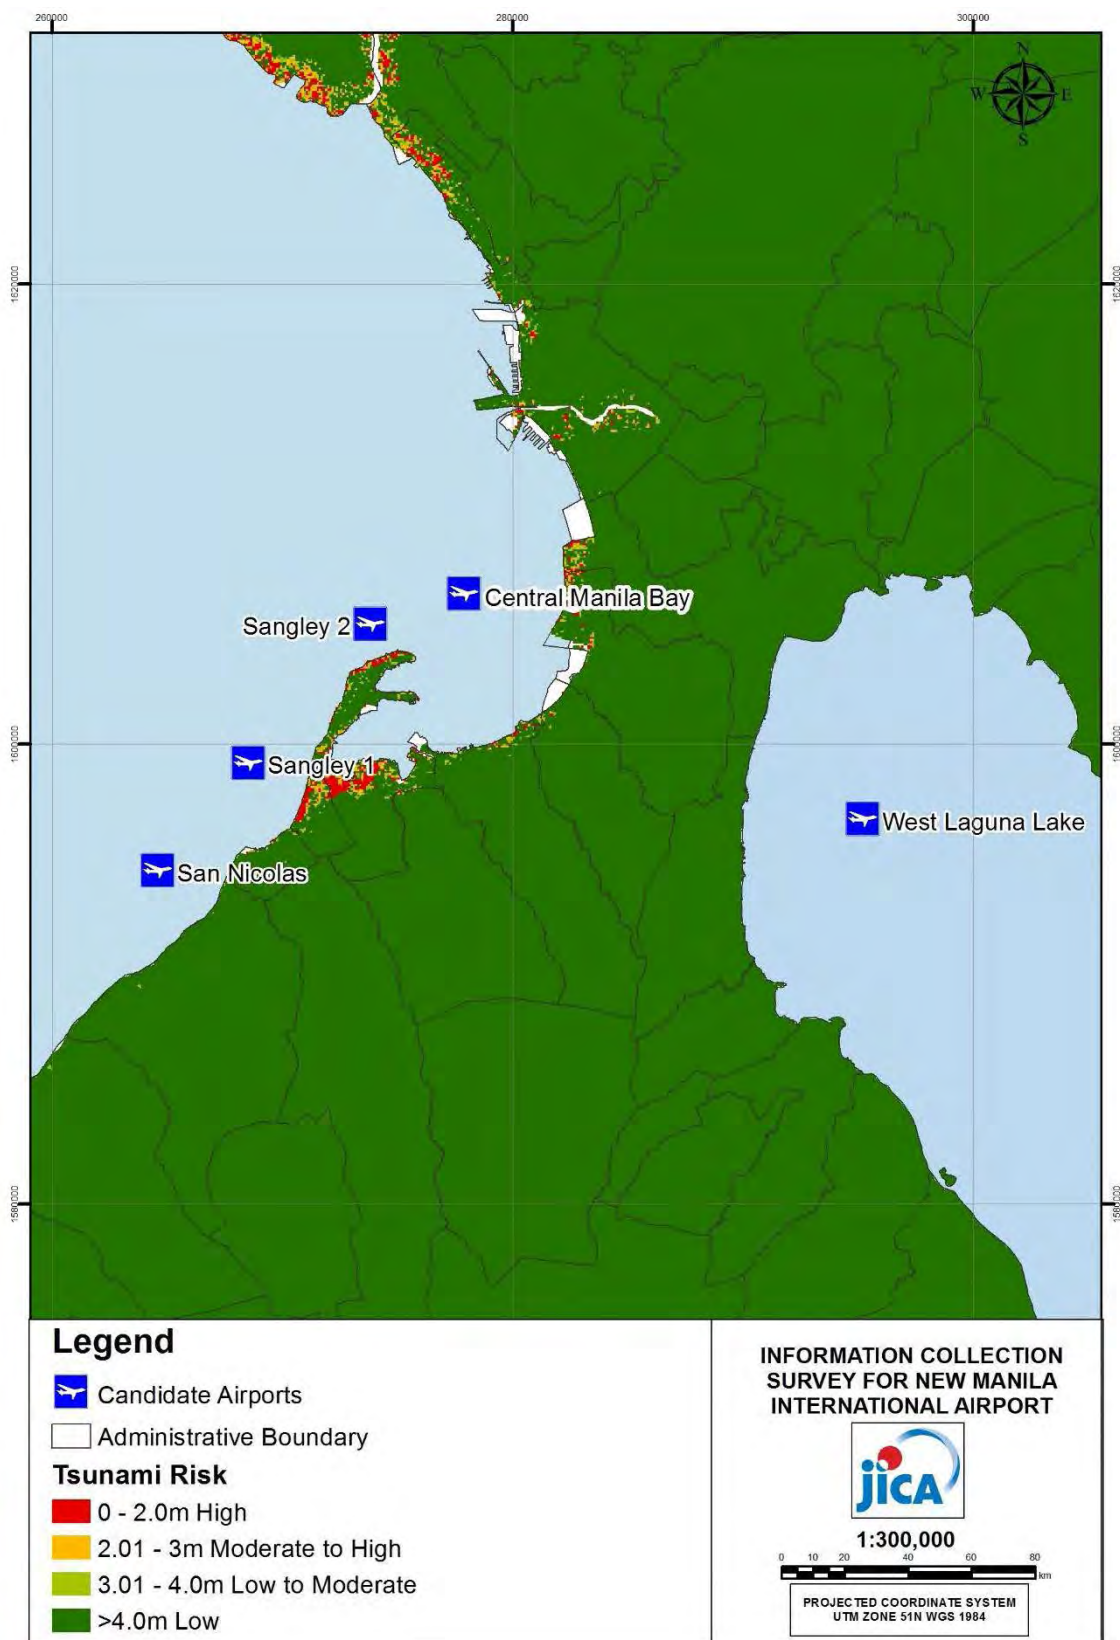 260000
280000
300000
N
W E
S
1620000
1620000
Central Manila Bay
Sangley 2
1600000
1600000
Sangley 1
West Laguna Lake
San Nicolas
1580000
1580000
Legend
Candidate Airports
Administrative Boundary
Tsunami Risk
0 - 2.0m High
2.01 - 3m Moderate to High
3.01 - 4.0m Low to Moderate
>4.0m Low
INFORMATION COLLECTION
SURVEY FOR NEW MANILA
INTERNATIONAL AIRPORT
jICA
1:300,000
0 10 20 40 60 80
km
PROJECTED COORDINATE SYSTEM
UTM ZONE 51N WGS 1984